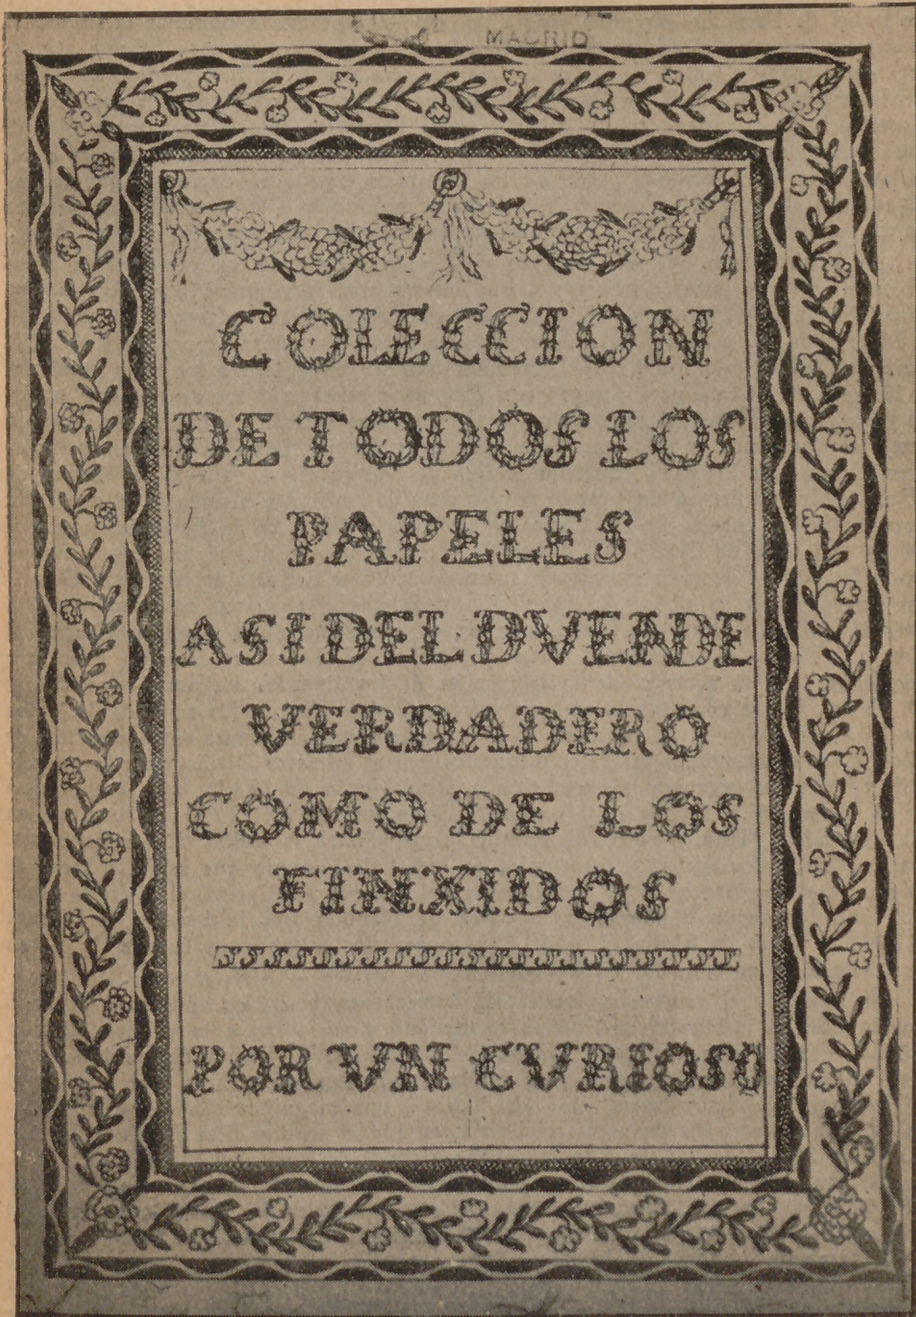 MADRID
COLECCION
DE TODOS LOS
PAPELES
ASI DEL DVENDE
VERDADERO
COMO DE LOS
FINXIDOS
POR VN CVRIOSO